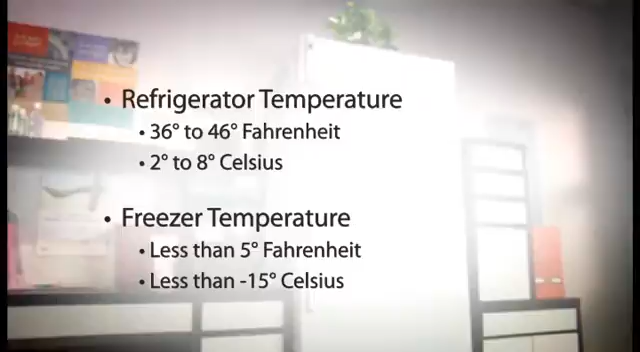 • Refrigerator Temperature
• 36° to 46° Fahrenheit
• 2° to 8° Celsius
• Freezer Temperature
• Less than 5° Fahrenheit
• Less than -15° Celsius